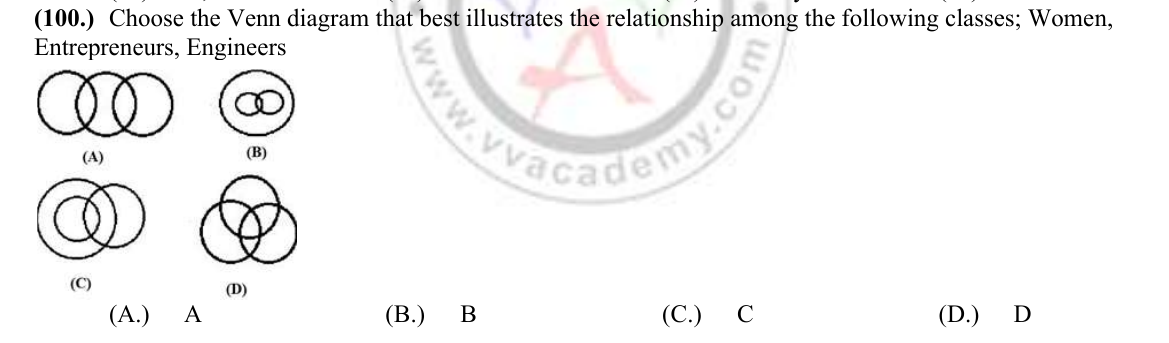 (100.) Choose the Venn diagram that best illustrates the relationship among the following classes; Women,
Entrepreneurs, Engineers
(A)
(B)
(C)
(D)
(A.) A (B.) B (C.) C (D.) D
www.vvacademy.com